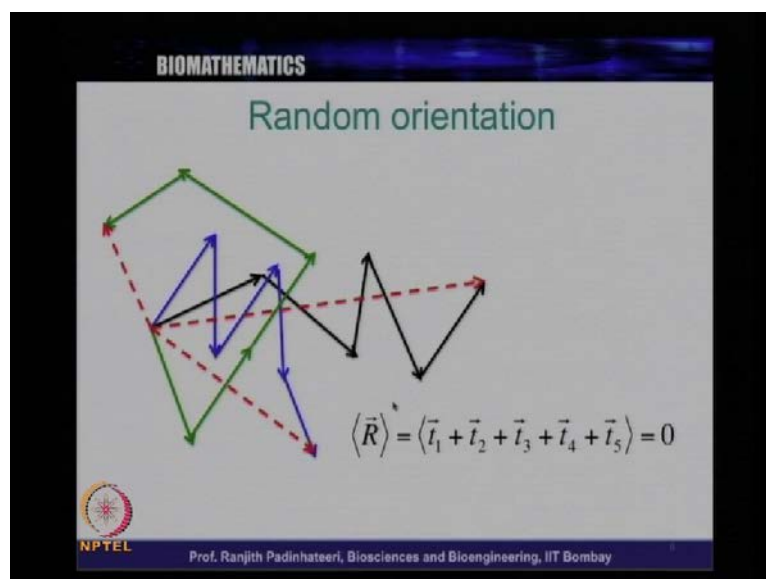 BIOMATHEMATICS
Random orientation
⟨R⃗⟩ = ⟨t⃗₁ + t⃗₂ + t⃗₃ + t⃗₄ + t⃗₅⟩ = 0
NPTEL
Prof. Ranjith Padinhateeri, Biosciences and Bioengineering, IIT Bombay